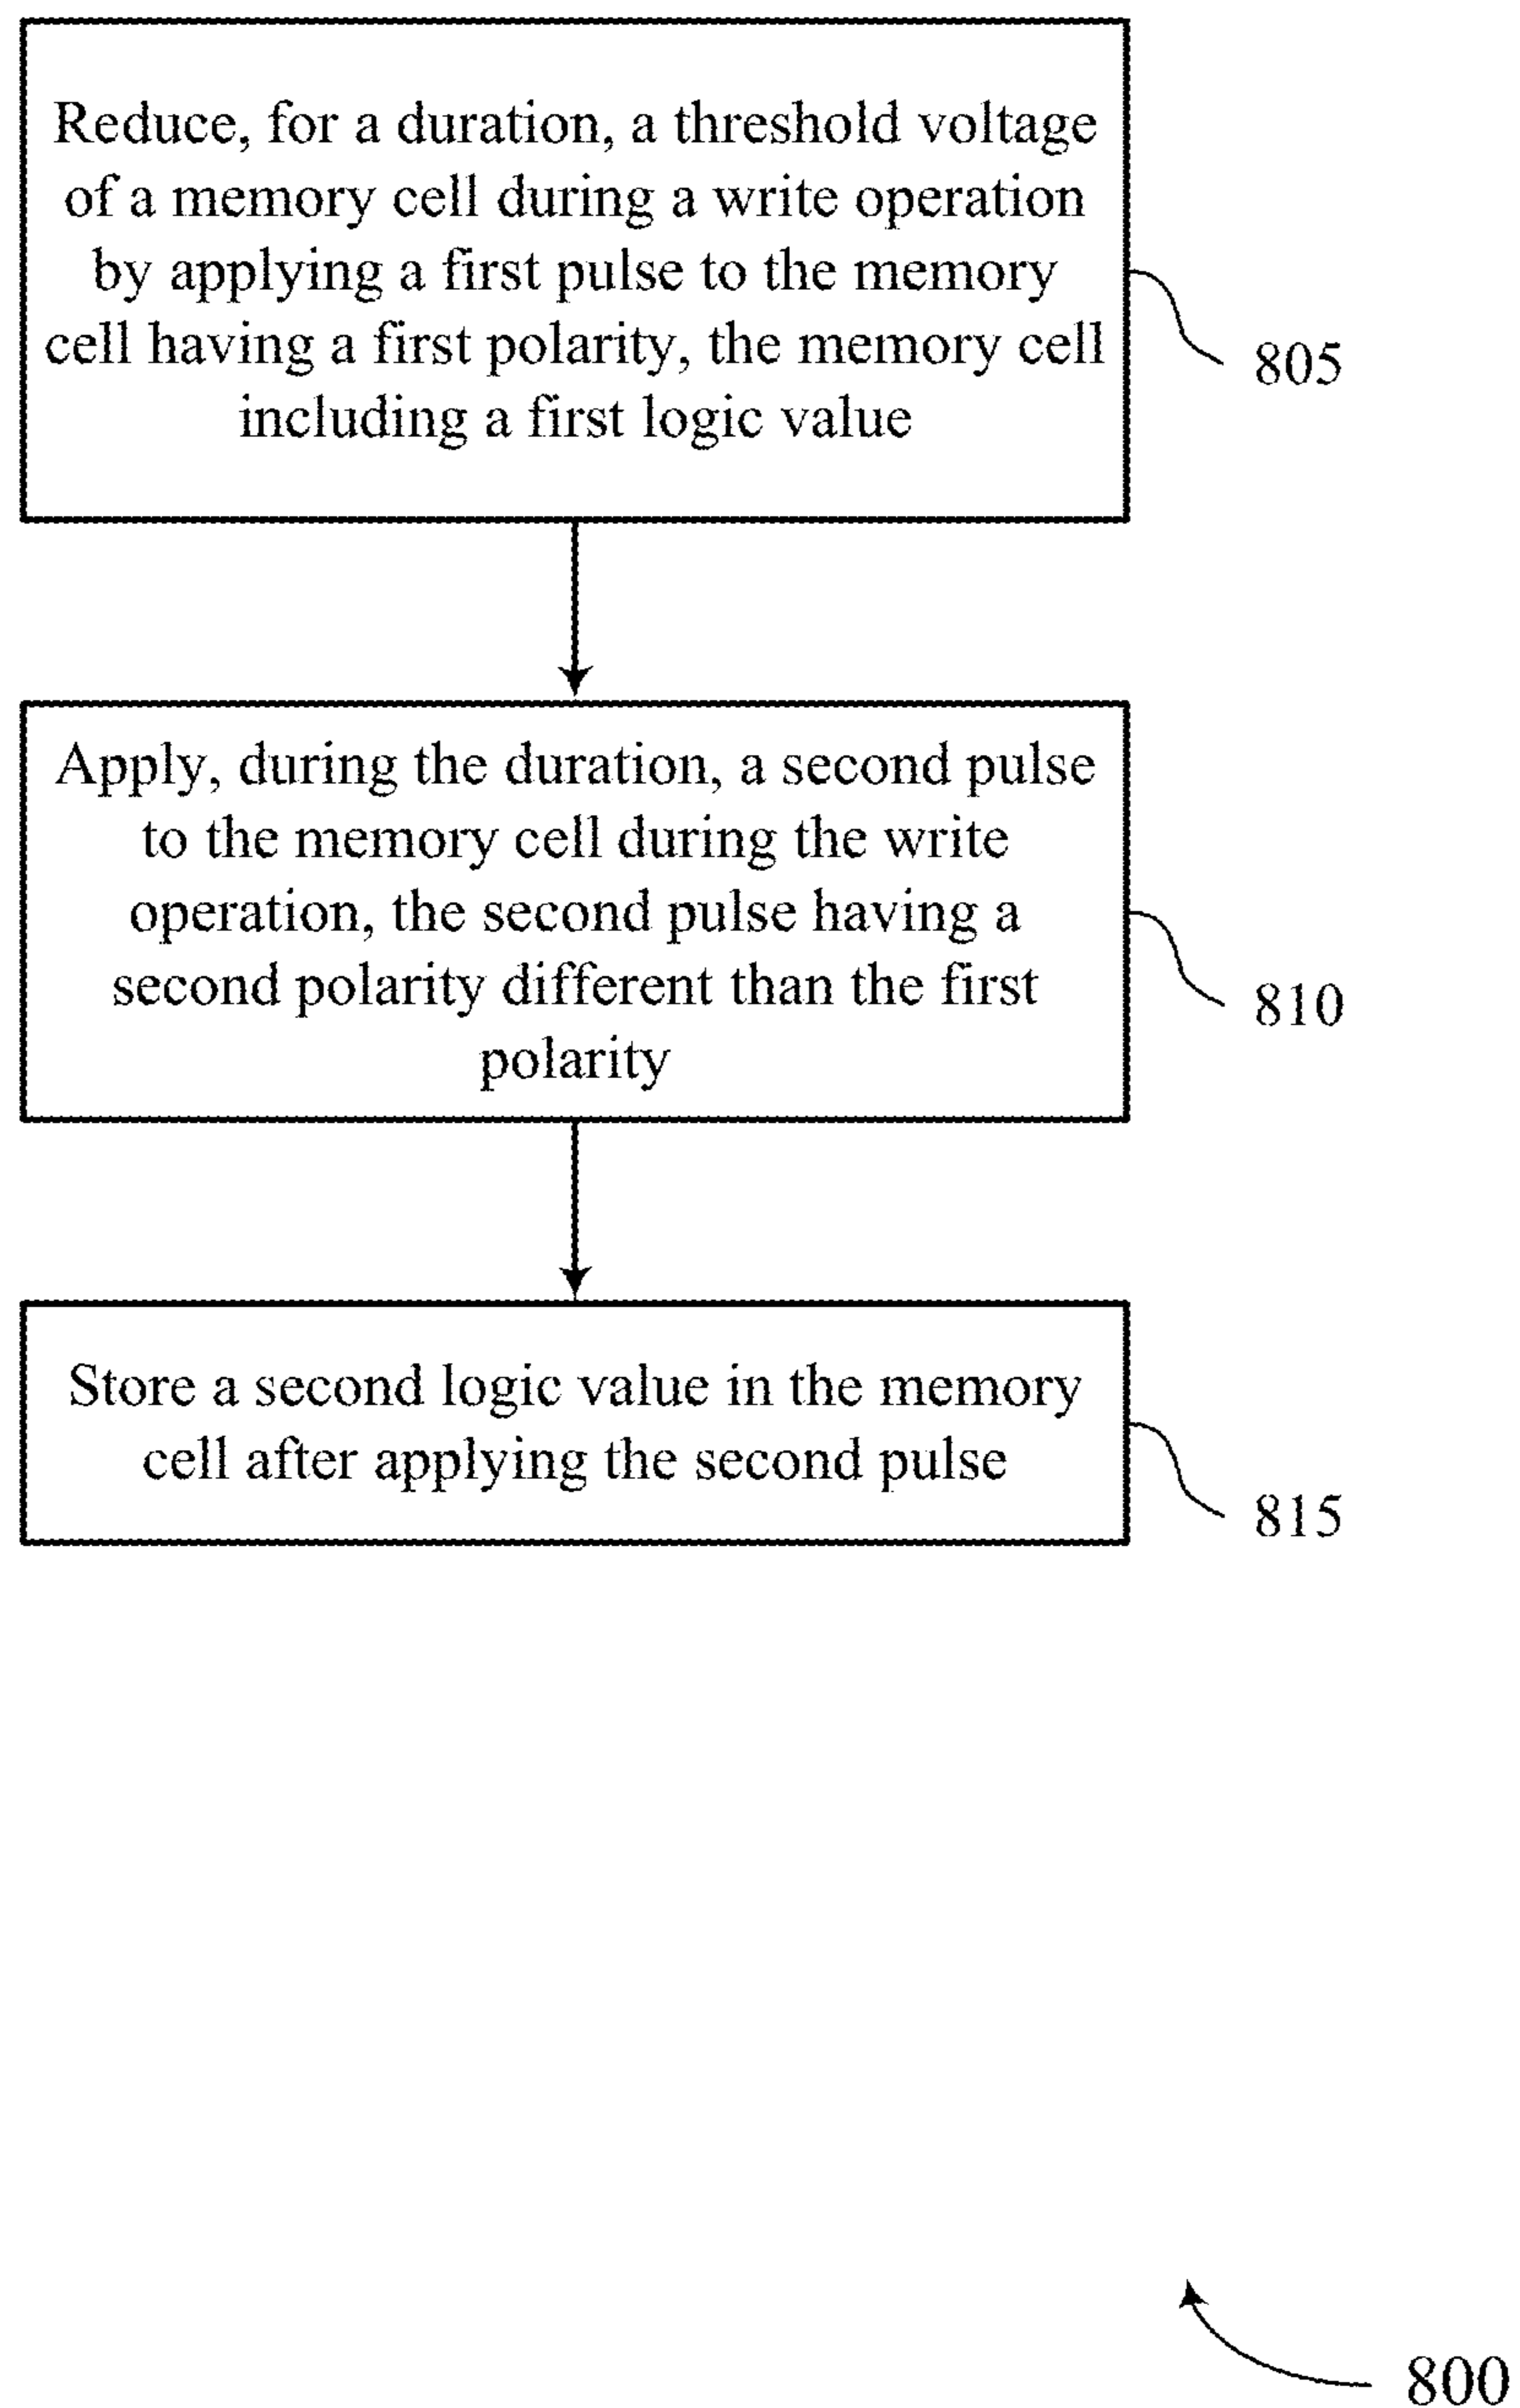 Reduce, for a duration, a threshold voltage
of a memory cell during a write operation
by applying a first pulse to the memory
cell having a first polarity, the memory cell
including a first logic value
805
Apply, during the duration, a second pulse
to the memory cell during the write
operation, the second pulse having a
second polarity different than the first
polarity
810
Store a second logic value in the memory
cell after applying the second pulse
815
800